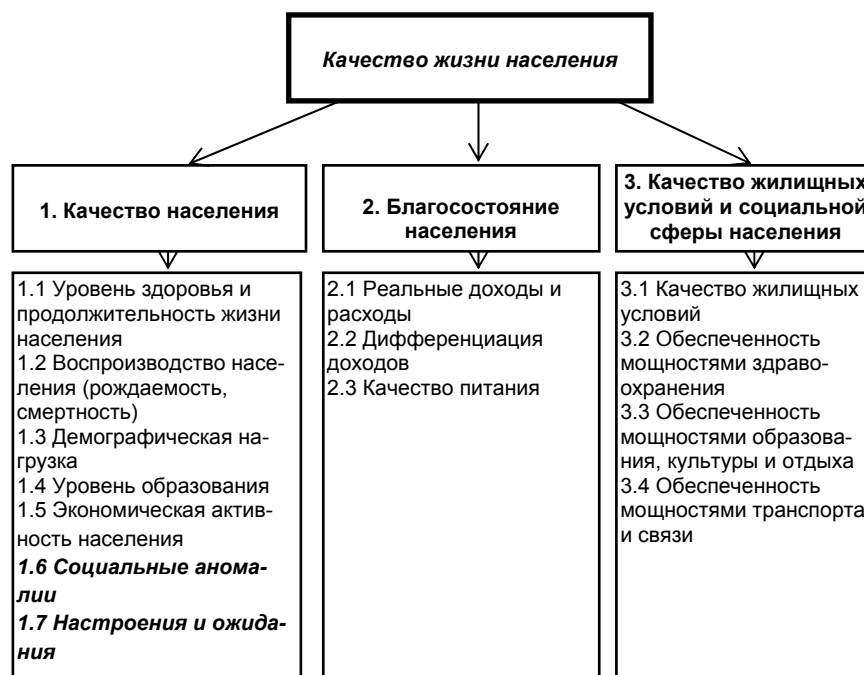 Качество жизни населения
1. Качество населения
2. Благосостояние
населения
3. Качество жилищных
условий и социальной
сферы населения
1.1 Уровень здоровья и
продолжительность жизни
населения
1.2 Воспроизводство насе-
ления (рождаемость,
смертность)
1.3 Демографическая на-
грузка
1.4 Уровень образования
1.5 Экономическая актив-
ность населения
1.6 Социальные анома-
лии
1.7 Настроения и ожида-
ния
2.1 Реальные доходы и
расходы
2.2 Дифференциация
доходов
2.3 Качество питания
3.1 Качество жилищных
условий
3.2 Обеспеченность
мощностями здраво-
охранения
3.3 Обеспеченность
мощностями образова-
ния, культуры и отдыха
3.4 Обеспеченность
мощностями транспорта
и связи